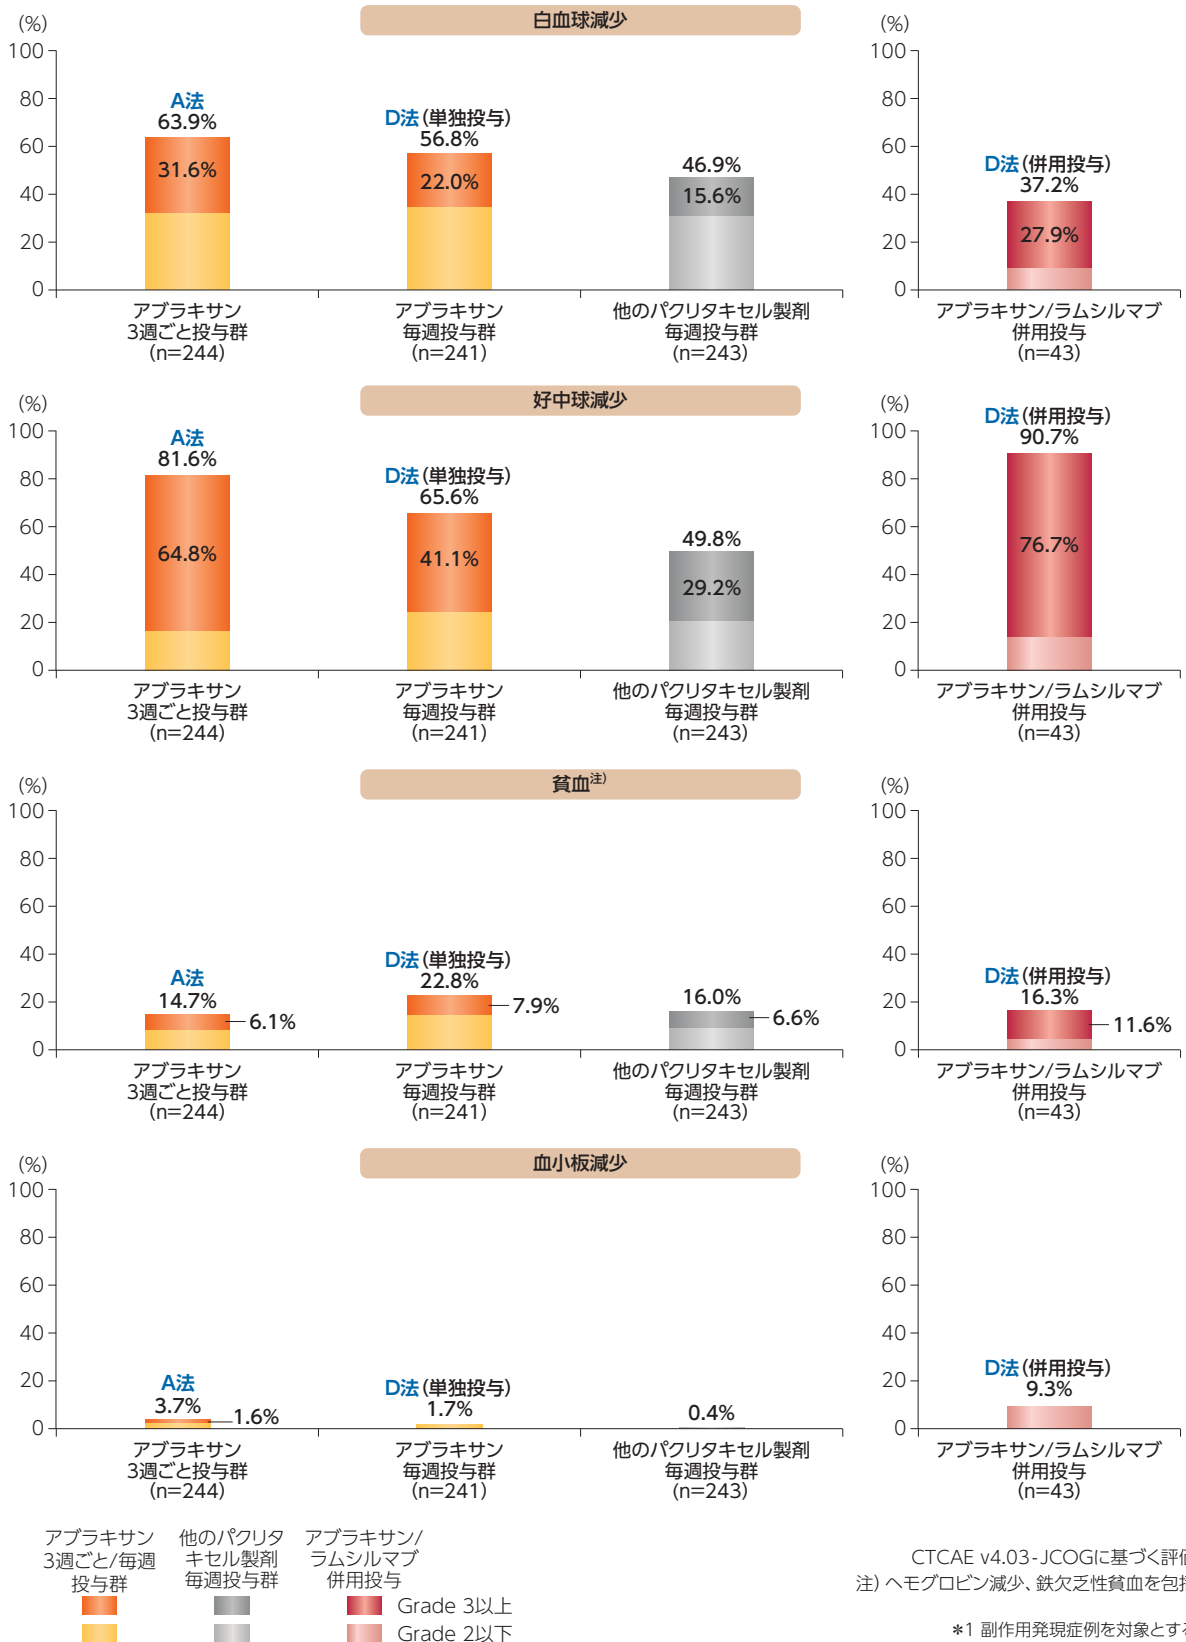 白血球減少
(%)
100
80
60
40
20
0
A法
63.9%
31.6%
D法(単独投与)
56.8%
22.0%
46.9%
15.6%
アブラキサン
3週ごと投与群
(n=244)
アブラキサン
毎週投与群
(n=241)
他のパクリタキセル製剤
毎週投与群
(n=243)
(%)
100
80
60
40
20
0
D法(併用投与)
37.2%
27.9%
アブラキサン/ラムシルマブ
併用投与
(n=43)
好中球減少
(%)
100
80
60
40
20
0
A法
81.6%
64.8%
D法(単独投与)
65.6%
41.1%
49.8%
29.2%
アブラキサン
3週ごと投与群
(n=244)
アブラキサン
毎週投与群
(n=241)
他のパクリタキセル製剤
毎週投与群
(n=243)
(%)
100
80
60
40
20
0
D法(併用投与)
90.7%
76.7%
アブラキサン/ラムシルマブ
併用投与
(n=43)
貧血注)
(%)
100
80
60
40
20
0
A法
14.7%
6.1%
D法(単独投与)
22.8%
7.9%
16.0%
6.6%
アブラキサン
3週ごと投与群
(n=244)
アブラキサン
毎週投与群
(n=241)
他のパクリタキセル製剤
毎週投与群
(n=243)
(%)
100
80
60
40
20
0
D法(併用投与)
16.3%
11.6%
アブラキサン/ラムシルマブ
併用投与
(n=43)
血小板減少
(%)
100
80
60
40
20
0
A法
3.7%
1.6%
D法(単独投与)
1.7%
0.4%
アブラキサン
3週ごと投与群
(n=244)
アブラキサン
毎週投与群
(n=241)
他のパクリタキセル製剤
毎週投与群
(n=243)
(%)
100
80
60
40
20
0
D法(併用投与)
9.3%
アブラキサン/ラムシルマブ
併用投与
(n=43)
アブラキサン
3週ごと/毎週
投与群
他のパクリタ
キセル製剤
毎週投与群
アブラキサン/
ラムシルマブ
併用投与
Grade 3以上
Grade 2以下
CTCAE v4.03-JCOGに基づく評価
注) ヘモグロビン減少、鉄欠乏性貧血を包括
*1 副作用発現症例を対象とする